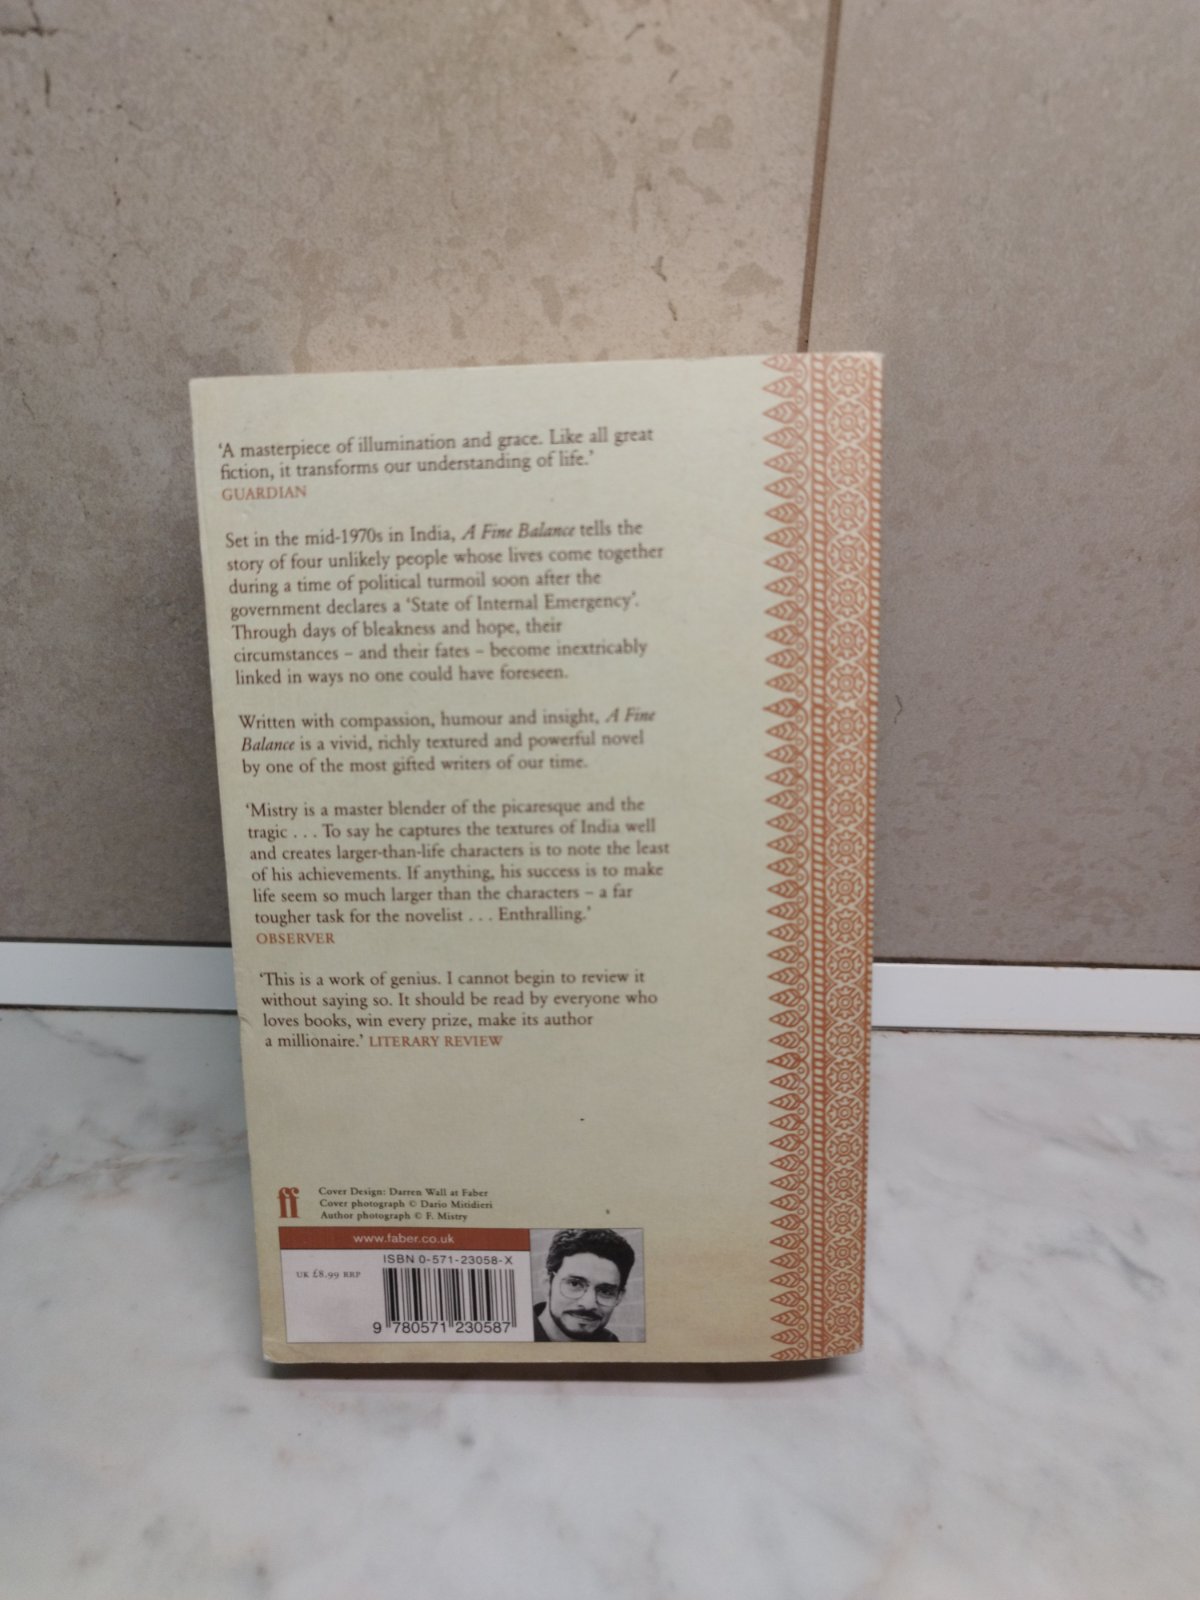 ‘A masterpiece of illumination and grace. Like all great
fiction, it transforms our understanding of life.’
GUARDIAN
Set in the mid-1970s in India, A Fine Balance tells the
story of four unlikely people whose lives come together
during a time of political turmoil soon after the
government declares a ‘State of Internal Emergency’.
Through days of bleakness and hope, their
circumstances – and their fates – become inextricably
linked in ways no one could have foreseen.
Written with compassion, humour and insight, A Fine
Balance is a vivid, richly textured and powerful novel
by one of the most gifted writers of our time.
‘Mistry is a master blender of the picaresque and the
tragic . . . To say he captures the textures of India well
and creates larger-than-life characters is to note the least
of his achievements. If anything, his success is to make
life seem so much larger than the characters – a far
tougher task for the novelist . . . Enthralling.’
OBSERVER
‘This is a work of genius. I cannot begin to review it
without saying so. It should be read by everyone who
loves books, win every prize, make its author
a millionaire.’ LITERARY REVIEW
ff
Cover Design: Darren Wall at Faber
Cover photograph © Dario Mitidieri
Author photograph © F. Mistry
www.faber.co.uk
ISBN 0-571-23058-X
UK £8.99 RRP
9 780571 230587